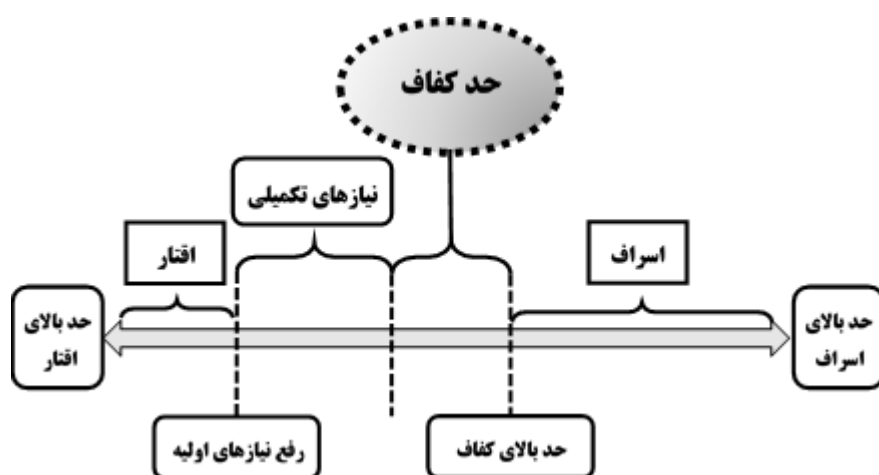 حد کفاف
نیازهای تکمیلی
اسراف
اقتار
حد بالای
اسراف
حد بالای
اقتار
حد بالای کفاف
رفع نیازهای اولیه